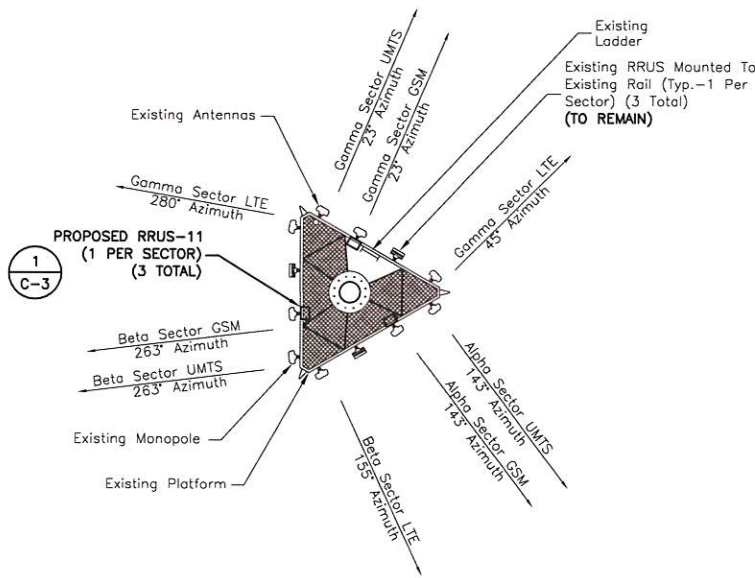 Existing
Ladder
Existing RRUS Mounted To
Existing Rail (Typ.-1 Per
Sector) (3 Total)
(TO REMAIN)
Gamma Sector UMTS
23° Azimuth
Gamma Sector GSM
23° Azimuth
Existing Antennas
Gamma Sector LTE
280° Azimuth
Gamma Sector LTE
45° Azimuth
PROPOSED RRUS-11
(1 PER SECTOR)
(3 TOTAL)
1
C-3
Beta Sector GSM
263° Azimuth
Beta Sector UMTS
263° Azimuth
Alpha Sector UMTS
143° Azimuth
Alpha Sector GSM
143° Azimuth
Existing Monopole
Existing Platform
Beta Sector LTE
155° Azimuth